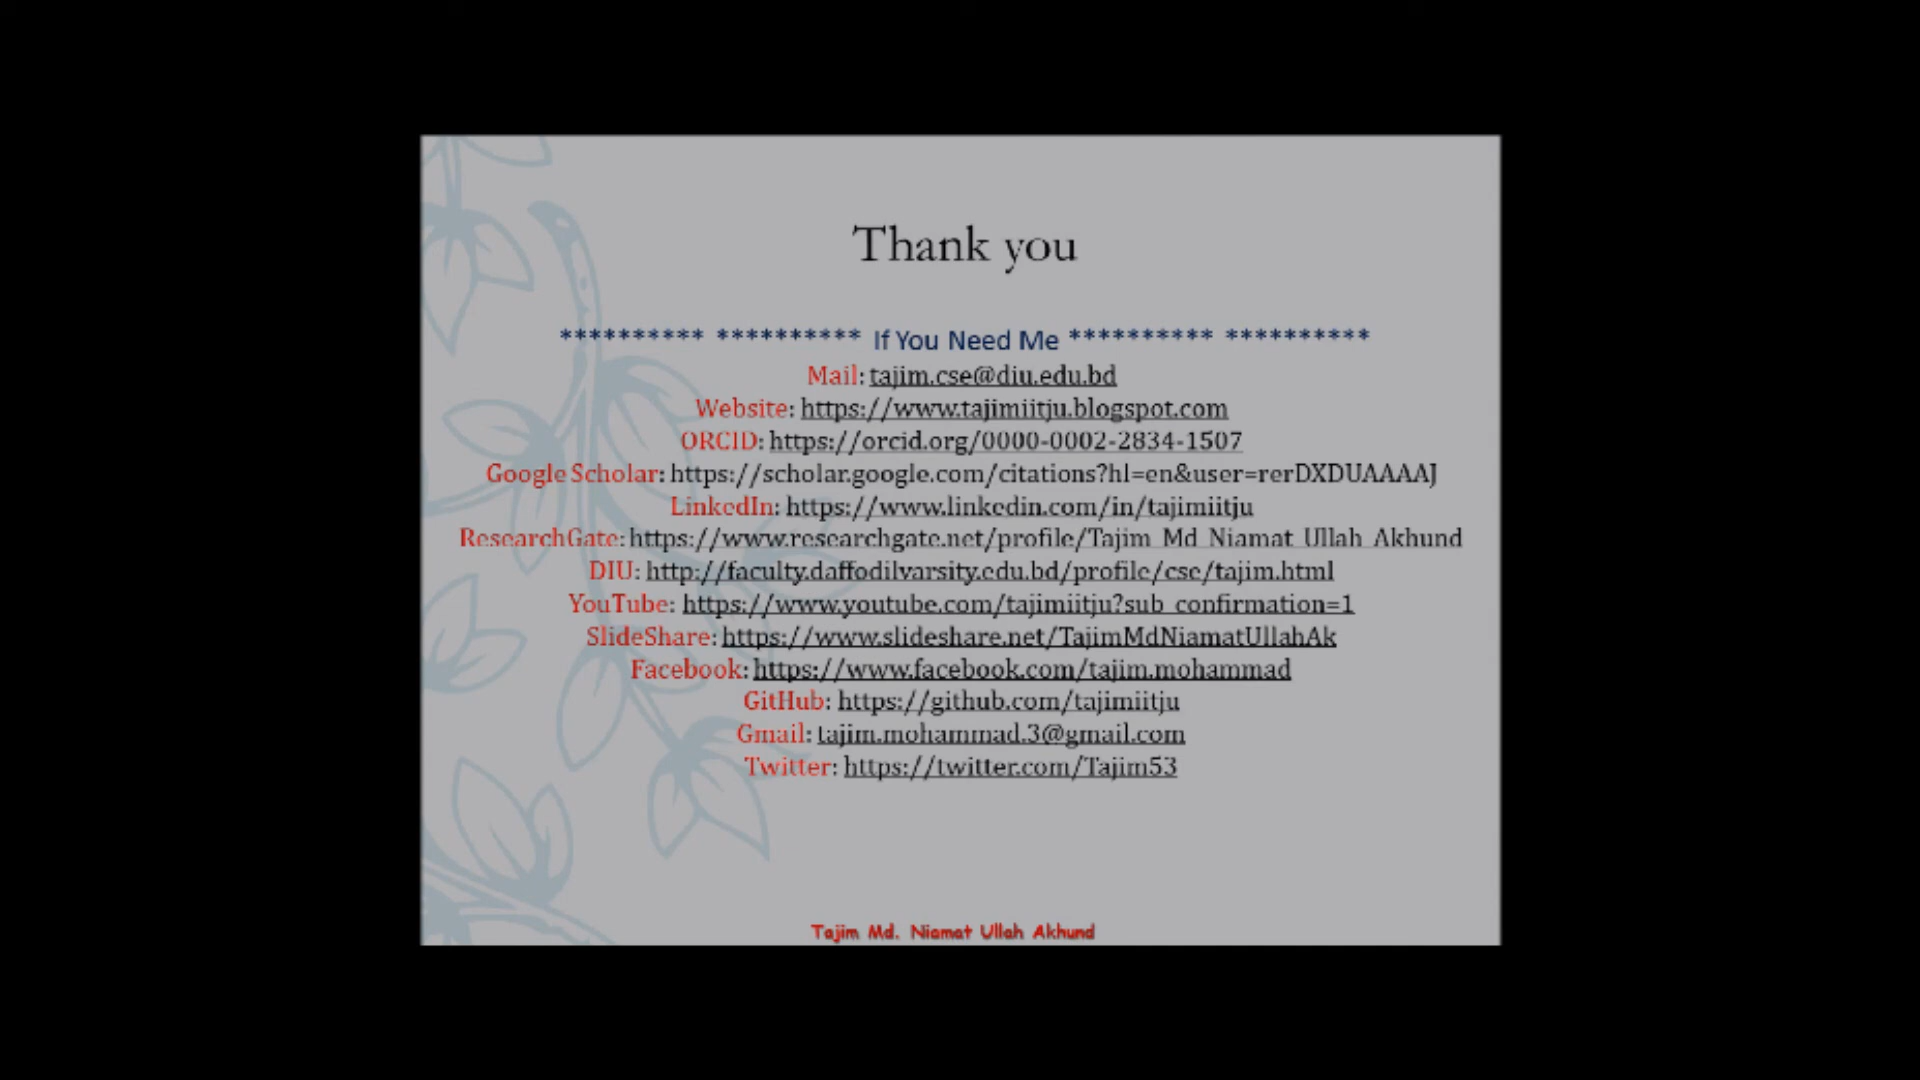 Thank you
********** ********** If You Need Me ********** **********
Mail: tajim.cse@diu.edu.bd
Website: https://www.tajimiitju.blogspot.com
ORCID: https://orcid.org/0000-0002-2834-1507
Google Scholar: https://scholar.google.com/citations?hl=en&user=rerDXDUAAAAJ
LinkedIn: https://www.linkedin.com/in/tajimiitju
ResearchGate: https://www.researchgate.net/profile/Tajim_Md_Niamat_Ullah_Akhund
DIU: http://faculty.daffodilvarsity.edu.bd/profile/cse/tajim.html
YouTube: https://www.youtube.com/tajimiitju?sub_confirmation=1
SlideShare: https://www.slideshare.net/TajimMdNiamatUllahAk
Facebook: https://www.facebook.com/tajim.mohammad
GitHub: https://github.com/tajimiitju
Gmail: tajim.mohammad.3@gmail.com
Twitter: https://twitter.com/Tajim53
Tajim Md. Niamat Ullah Akhund